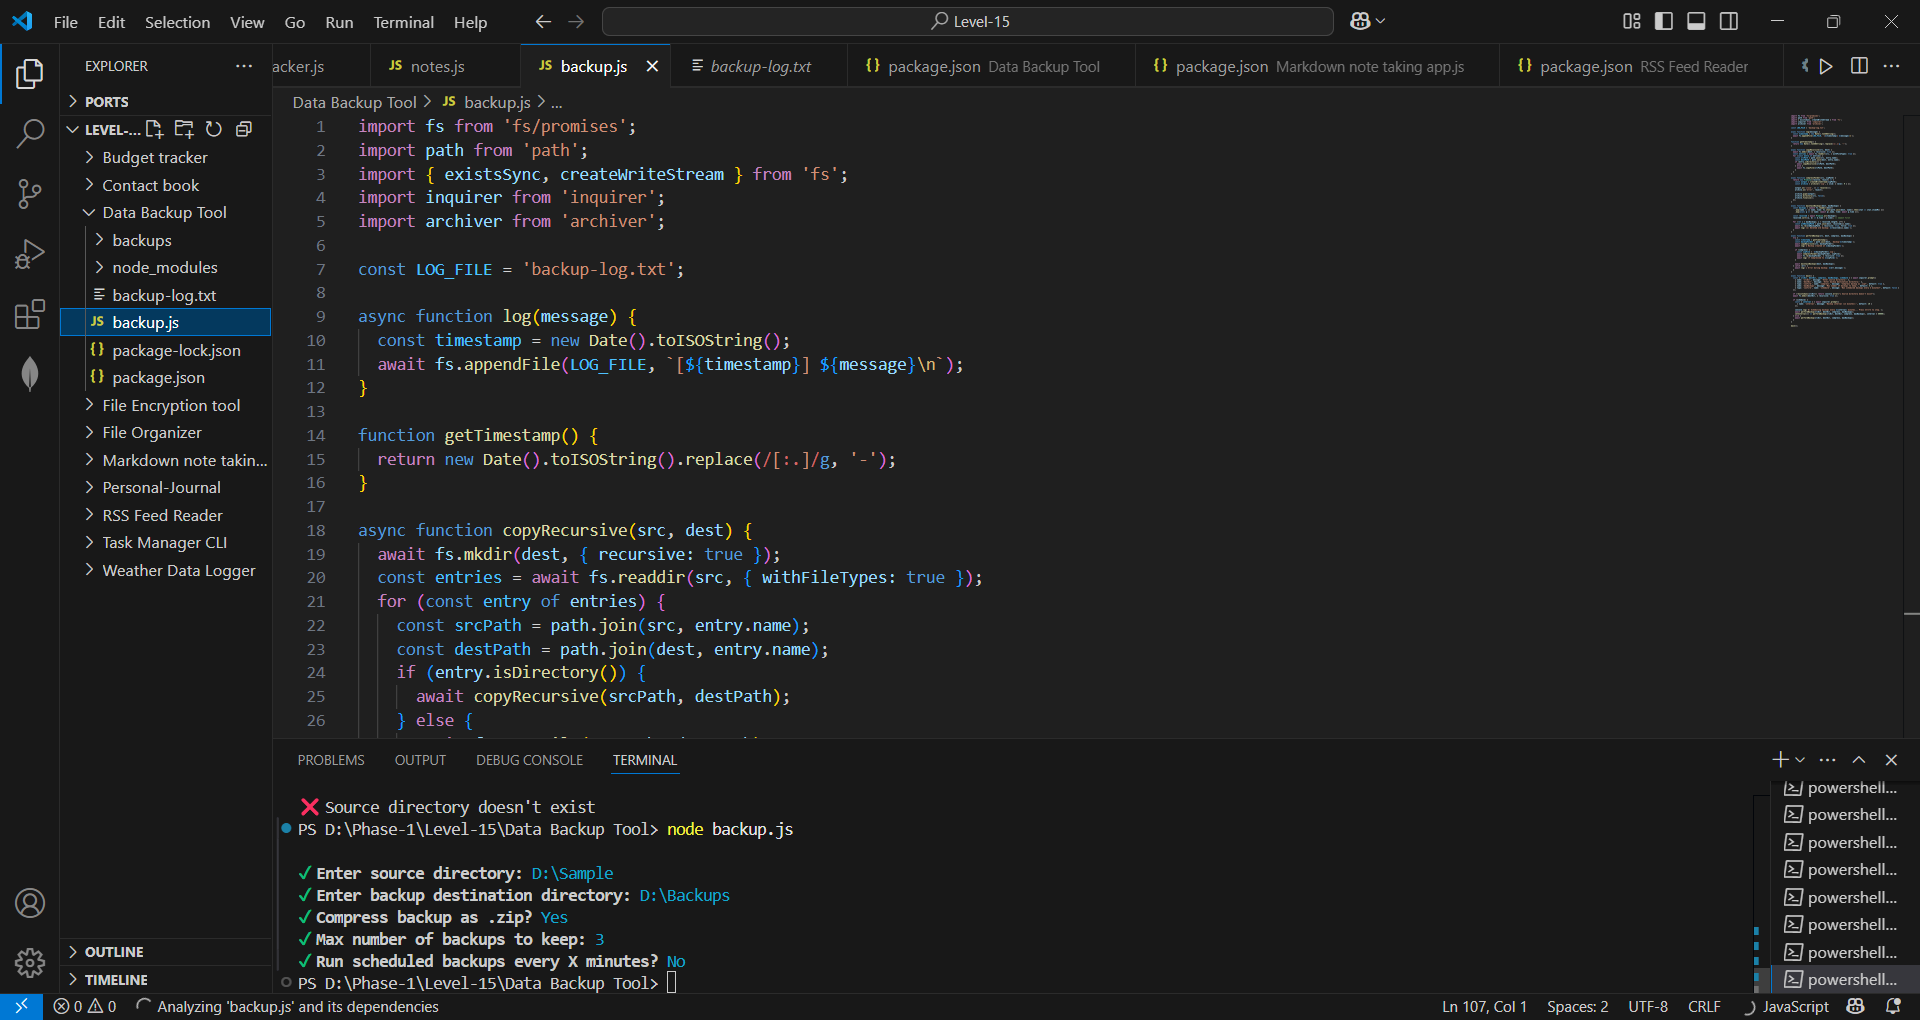 File Edit Selection View Go Run Terminal Help
Level-15
EXPLORER
PORTS
LEVEL-...
Budget tracker
Contact book
Data Backup Tool
backups
node_modules
backup-log.txt
JS backup.js
{} package-lock.json
{} package.json
File Encryption tool
File Organizer
Markdown note takin...
Personal-Journal
RSS Feed Reader
Task Manager CLI
Weather Data Logger
OUTLINE
TIMELINE
acker.js
JS notes.js
JS backup.js
backup-log.txt
{} package.json Data Backup Tool
{} package.json Markdown note taking app.js
{} package.json RSS Feed Reader
Data Backup Tool > JS backup.js > ...
1 import fs from 'fs/promises';
2 import path from 'path';
3 import { existsSync, createWriteStream } from 'fs';
4 import inquirer from 'inquirer';
5 import archiver from 'archiver';
6
7 const LOG_FILE = 'backup-log.txt';
8
9 async function log(message) {
10 const timestamp = new Date().toISOString();
11 await fs.appendFile(LOG_FILE, `[${timestamp}] ${message}\n`);
12 }
13
14 function getTimestamp() {
15 return new Date().toISOString().replace(/[:.]/g, '-');
16 }
17
18 async function copyRecursive(src, dest) {
19 await fs.mkdir(dest, { recursive: true });
20 const entries = await fs.readdir(src, { withFileTypes: true });
21 for (const entry of entries) {
22 const srcPath = path.join(src, entry.name);
23 const destPath = path.join(dest, entry.name);
24 if (entry.isDirectory()) {
25 await copyRecursive(srcPath, destPath);
26 } else {
PROBLEMS OUTPUT DEBUG CONSOLE TERMINAL
❌ Source directory doesn't exist
PS D:\Phase-1\Level-15\Data Backup Tool> node backup.js
✓ Enter source directory: D:\Sample
✓ Enter backup destination directory: D:\Backups
✓ Compress backup as .zip? Yes
✓ Max number of backups to keep: 3
✓ Run scheduled backups every X minutes? No
PS D:\Phase-1\Level-15\Data Backup Tool>
powershell...
powershell...
powershell...
powershell...
powershell...
powershell...
powershell...
powershell...
0 0 Analyzing 'backup.js' and its dependencies
Ln 107, Col 1 Spaces: 2 UTF-8 CRLF JavaScript